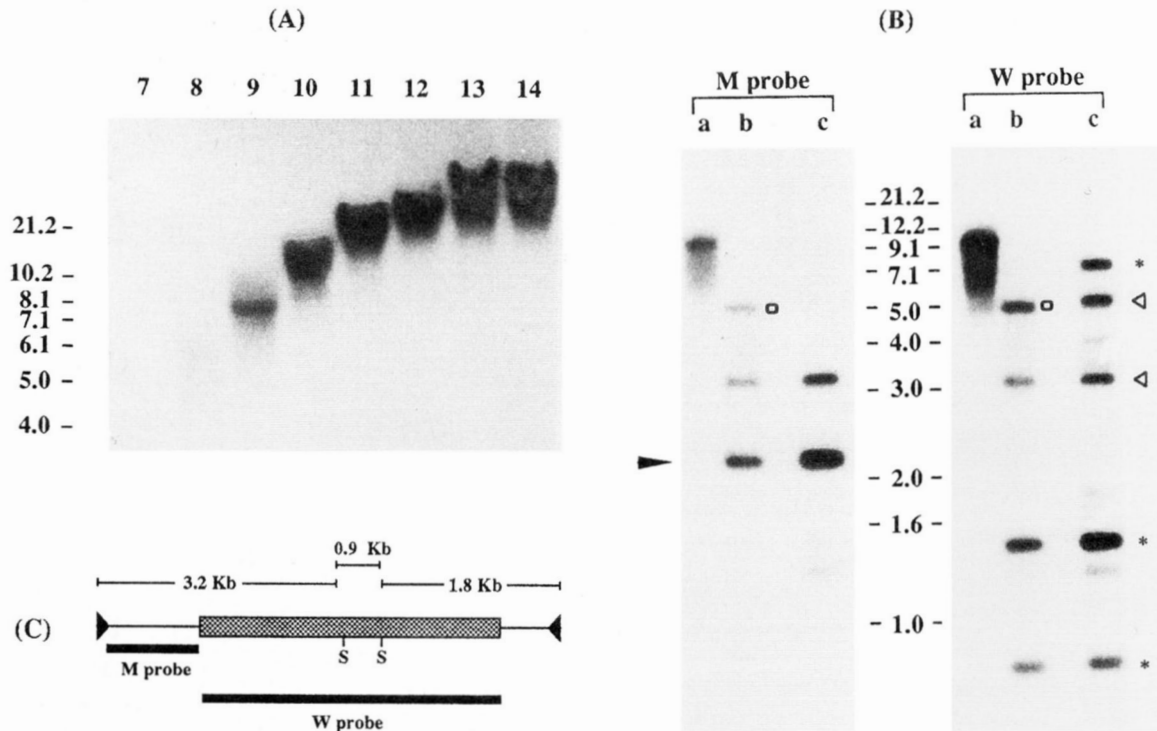 (A)
7 8 9 10 11 12 13 14
21.2 –
10.2 –
8.1 –
7.1 –
6.1 –
5.0 –
4.0 –
(B)
M probe
a b c
W probe
a b c
– 21.2 –
– 12.2 –
– 9.1 –
– 7.1 –
– 5.0 –
– 4.0 –
– 3.0 –
– 2.0 –
– 1.6 –
– 1.0 –
*
*
*
(C)
0.9 Kb
3.2 Kb
1.8 Kb
S S
M probe
W probe